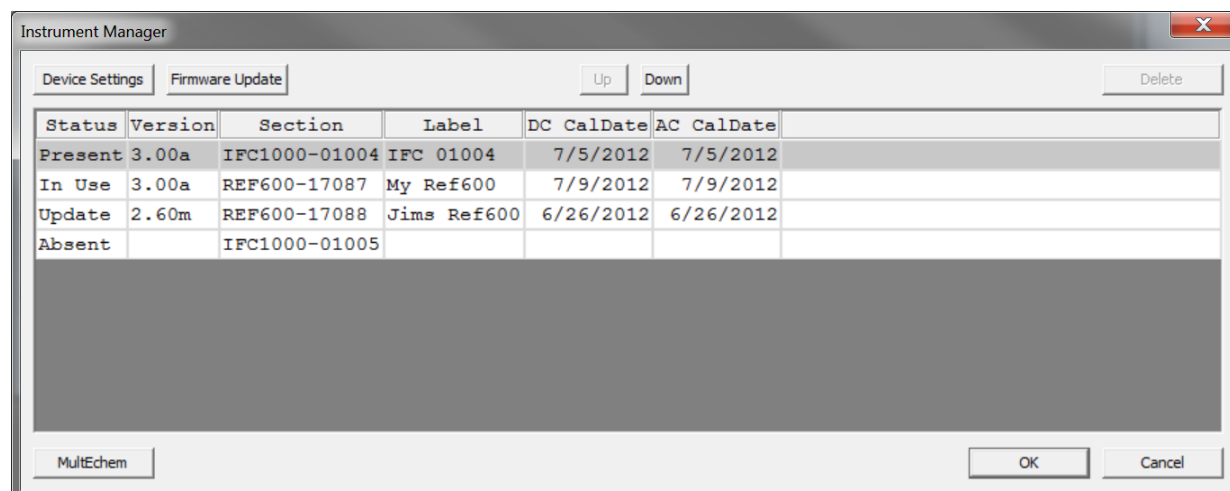 Instrument Manager
X
Device Settings Firmware Update Up Down Delete
Status Version Section Label DC CalDate AC CalDate
Present 3.00a IFC1000-01004 IFC 01004 7/5/2012 7/5/2012
In Use 3.00a REF600-17087 My Ref600 7/9/2012 7/9/2012
Update 2.60m REF600-17088 Jims Ref600 6/26/2012 6/26/2012
Absent IFC1000-01005
MultEchem OK Cancel